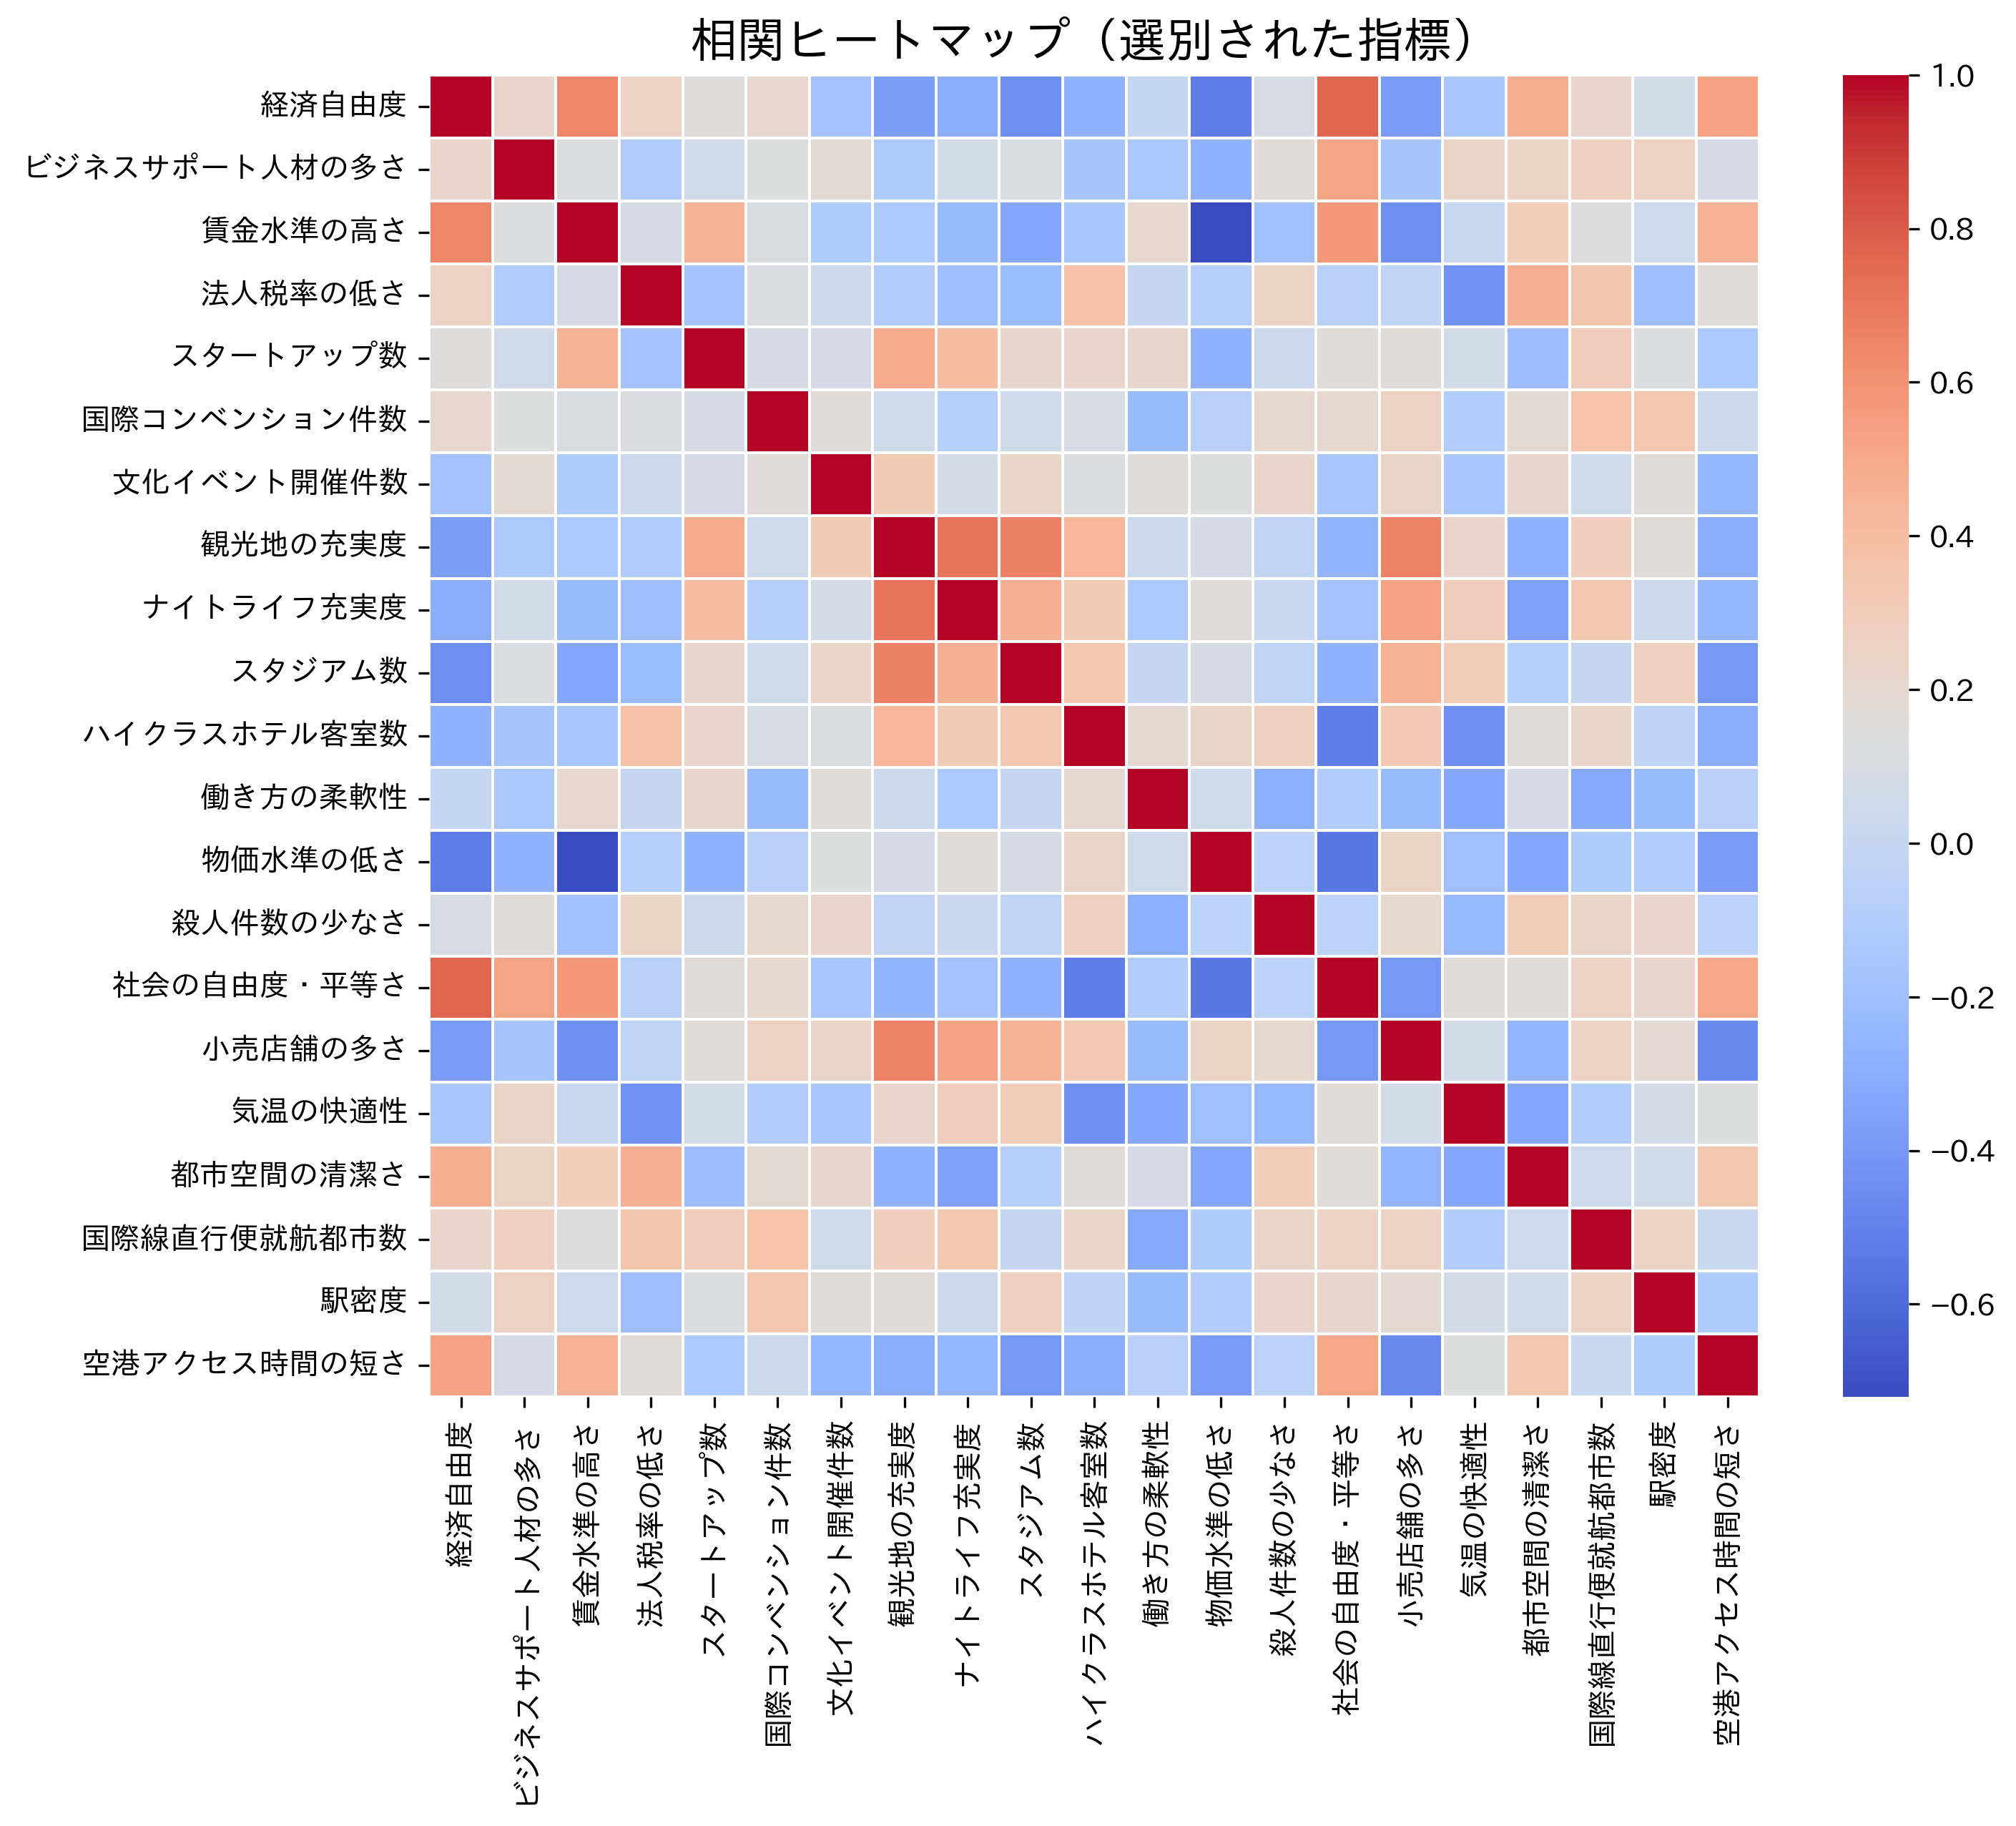 相関ヒートマップ（選別された指標）
経済自由度
ビジネスサポート人材の多さ
賃金水準の高さ
法人税率の低さ
スタートアップ数
国際コンベンション件数
文化イベント開催件数
観光地の充実度
ナイトライフ充実度
スタジアム数
ハイクラスホテル客室数
働き方の柔軟性
物価水準の低さ
殺人件数の少なさ
社会の自由度・平等さ
小売店舗の多さ
気温の快適性
都市空間の清潔さ
国際線直行便就航都市数
駅密度
空港アクセス時間の短さ
経済自由度
ビジネスサポート人材の多さ
賃金水準の高さ
法人税率の低さ
スタートアップ数
国際コンベンション件数
文化イベント開催件数
観光地の充実度
ナイトライフ充実度
スタジアム数
ハイクラスホテル客室数
働き方の柔軟性
物価水準の低さ
殺人件数の少なさ
社会の自由度・平等さ
小売店舗の多さ
気温の快適性
都市空間の清潔さ
国際線直行便就航都市数
駅密度
空港アクセス時間の短さ
1.0
0.8
0.6
0.4
0.2
0.0
−0.2
−0.4
−0.6